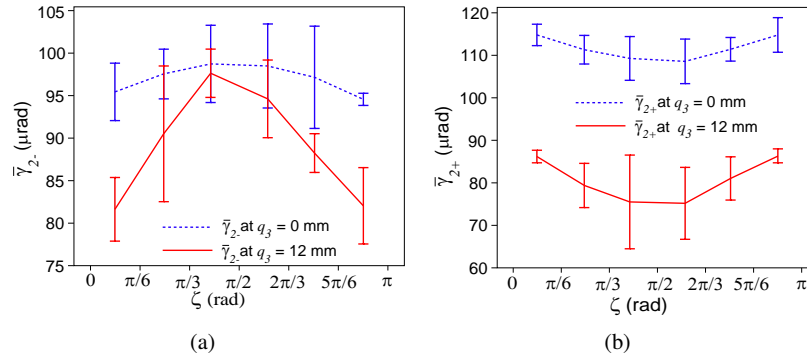 105
100
95
90
85
80
75
γ̄2- (μrad)
γ̄2- at q3 = 0 mm
γ̄2- at q3 = 12 mm
0 π/6 π/3 π/2 2π/3 5π/6 π
ζ (rad)
(a)
120
110
100
90
80
70
60
γ̄2+ (μrad)
γ̄2+ at q3 = 0 mm
γ̄2+ at q3 = 12 mm
0 π/6 π/3 π/2 2π/3 5π/6 π
ζ (rad)
(b)